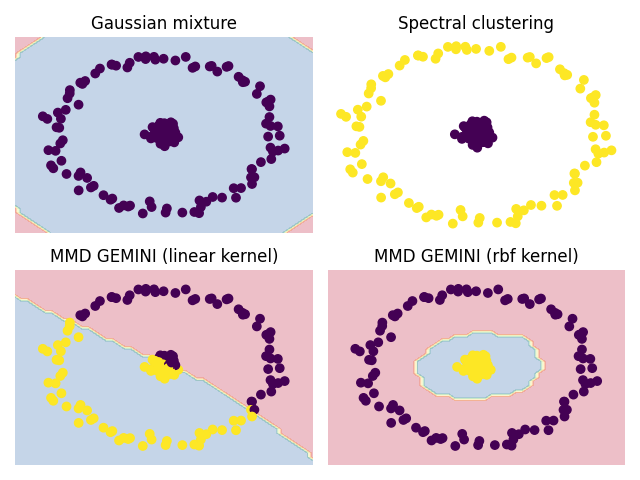 Gaussian mixture
Spectral clustering
MMD GEMINI (linear kernel)
MMD GEMINI (rbf kernel)